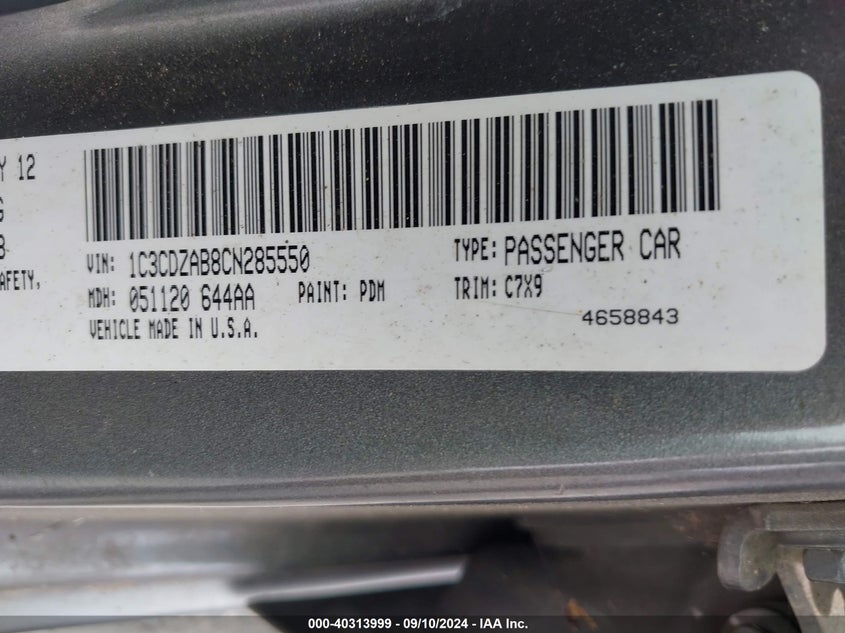 Y 12
G
B
AFETY,
VIN: 1C3CDZAB8CN285550 TYPE: PASSENGER CAR
MDH: 051120 644AA PAINT: PDM TRIM: C7X9
VEHICLE MADE IN U.S.A. 4658843
000-40313999 — 09/10/2024 — IAA Inc.